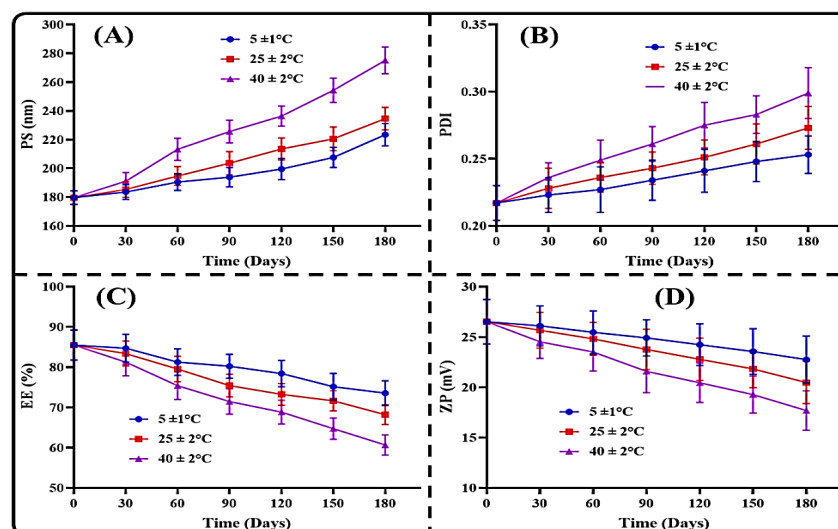 (A)
5 ±1°C
25 ± 2°C
40 ± 2°C
PS (nm)
300
280
260
240
220
200
180
160
0 30 60 90 120 150 180
Time (Days)
(B)
5 ±1°C
25 ± 2°C
40 ± 2°C
PDI
0.35
0.30
0.25
0.20
0 30 60 90 120 150 180
Time (Days)
(C)
EE (%)
100
90
80
70
60
50
5 ±1°C
25 ± 2°C
40 ± 2°C
0 30 60 90 120 150 180
Time (Days)
(D)
ZP (mV)
30
26
21
17
10
5 ±1°C
25 ± 2°C
40 ± 2°C
0 30 60 90 120 150 180
Time (Days)